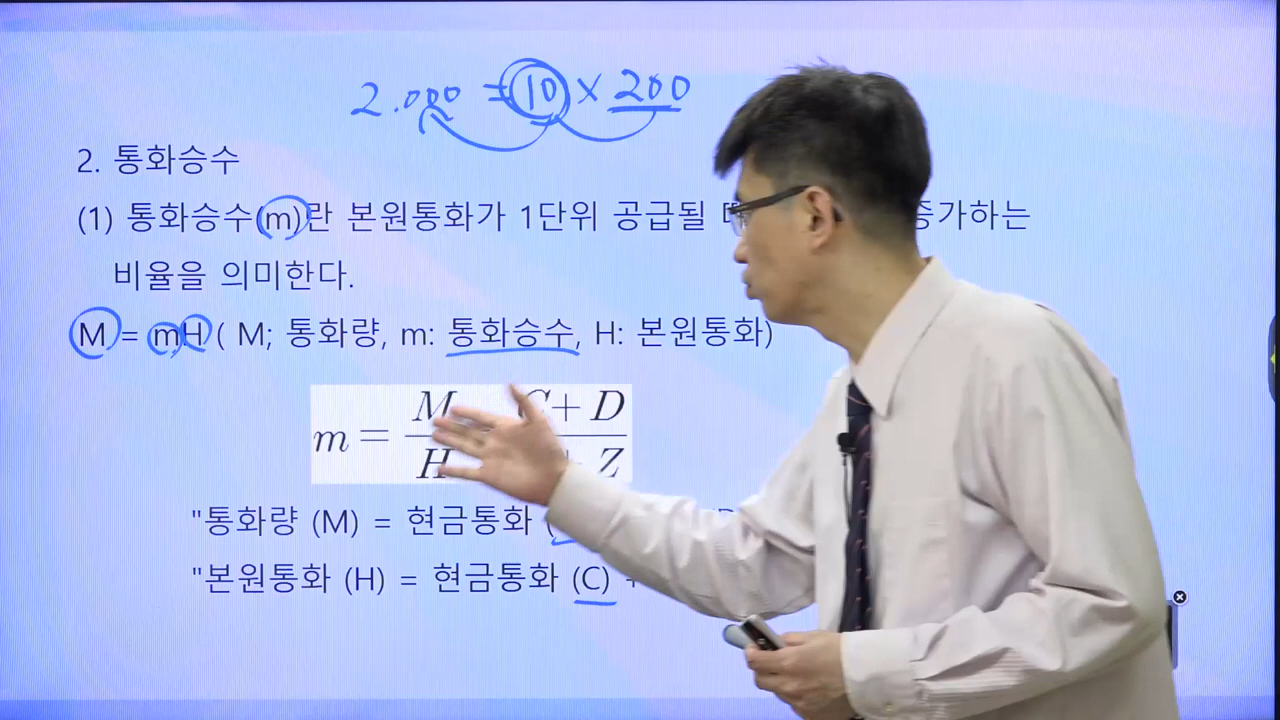 2.000 = 10 × 200
2. 통화승수
(1) 통화승수(m)란 본원통화가 1단위 공급될 증가하는
비율을 의미한다.
M = mH ( M; 통화량, m: 통화승수, H: 본원통화)
m = M C + D
H + Z
"통화량 (M) = 현금통화 (
"본원통화 (H) = 현금통화 (C) +